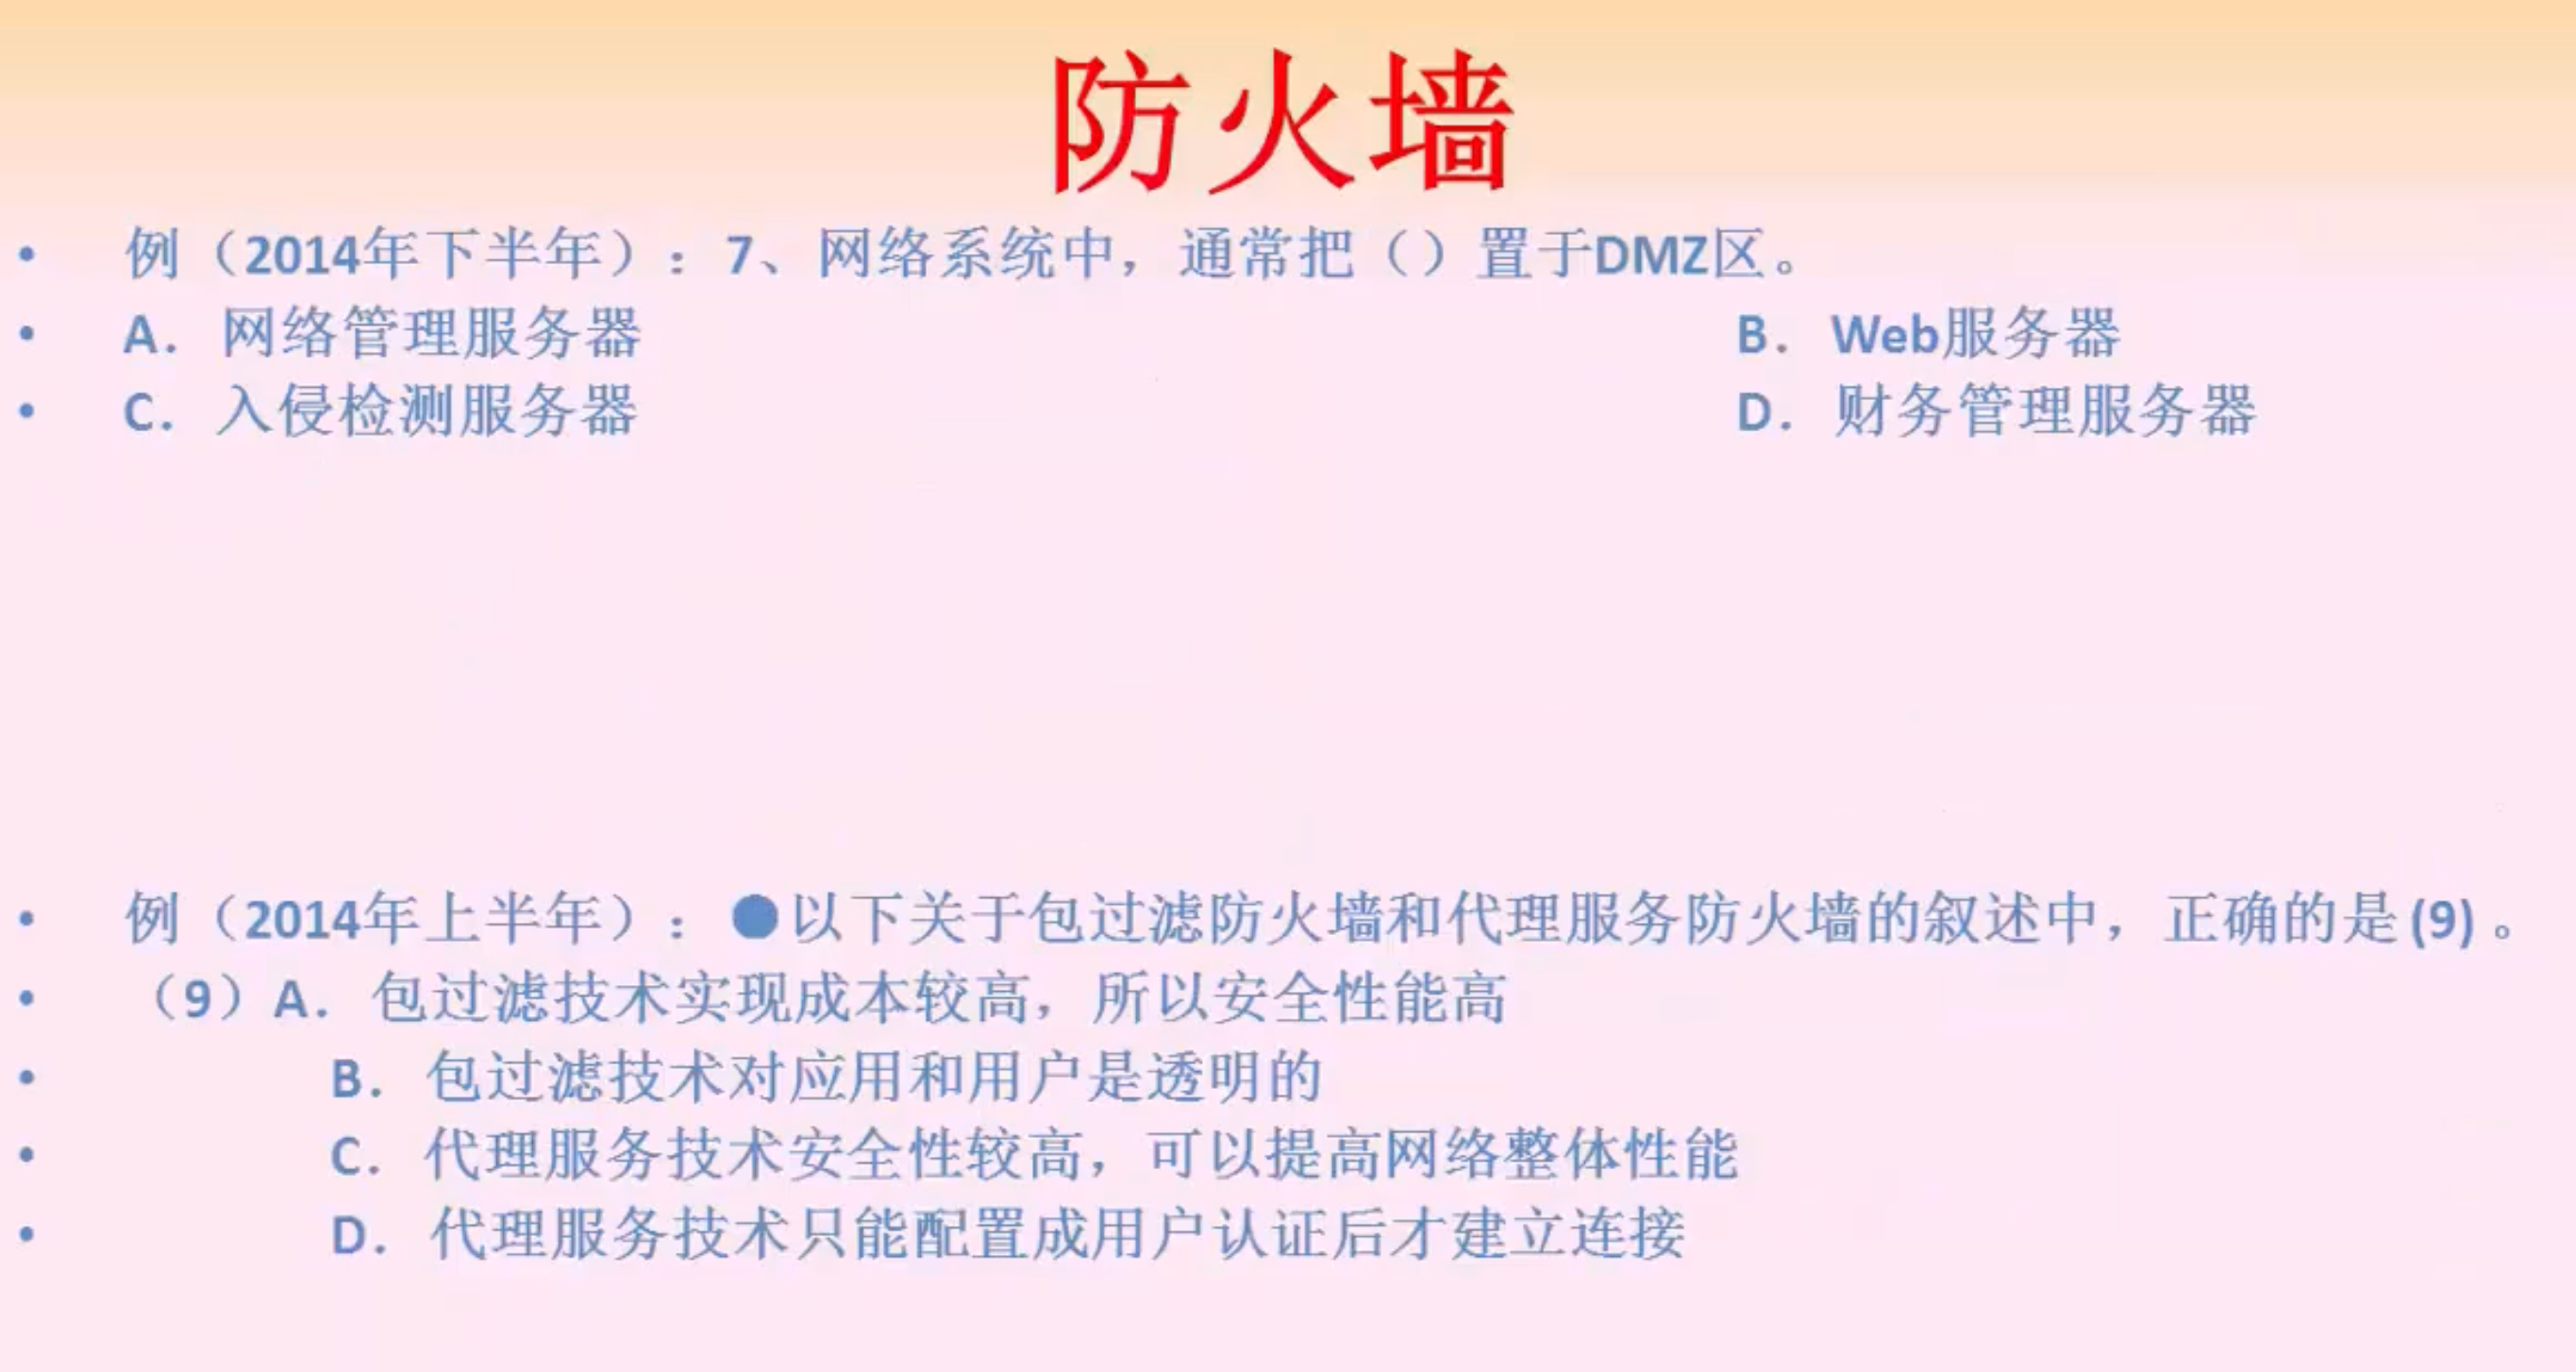 防火墙
• 例（2014年下半年）：7、网络系统中，通常把（）置于DMZ区。
• A．网络管理服务器 B．Web服务器
• C．入侵检测服务器 D．财务管理服务器
• 例（2014年上半年）：●以下关于包过滤防火墙和代理服务防火墙的叙述中，正确的是(9) 。
• （9）A．包过滤技术实现成本较高，所以安全性能高
• B．包过滤技术对应用和用户是透明的
• C．代理服务技术安全性较高，可以提高网络整体性能
• D．代理服务技术只能配置成用户认证后才建立连接